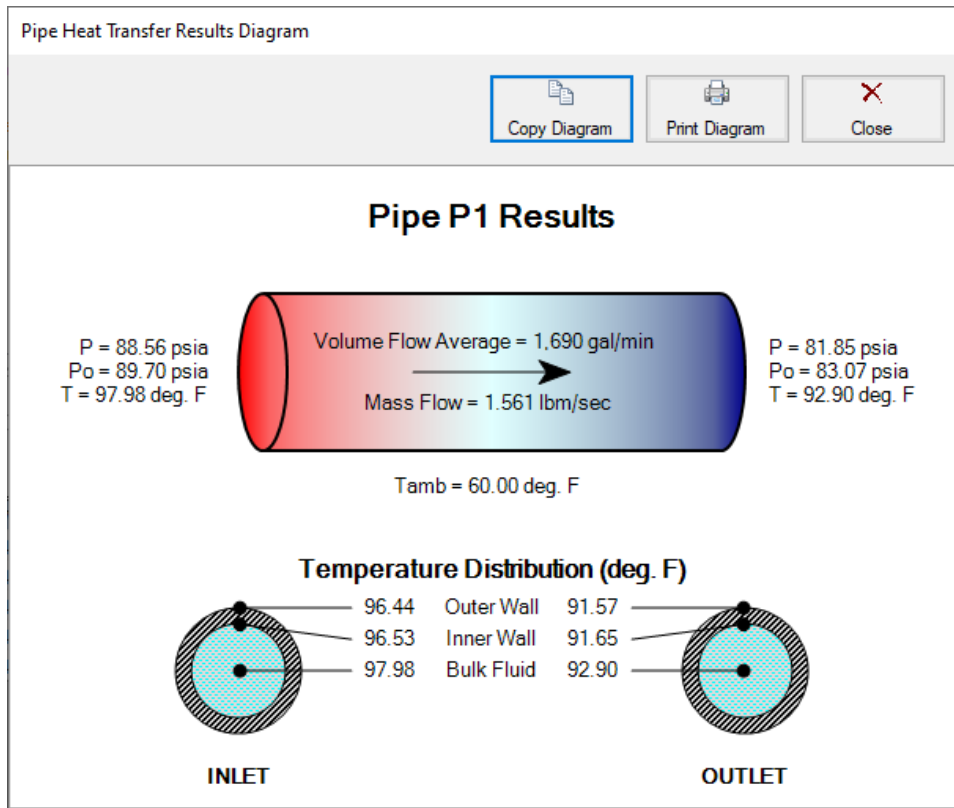 Pipe Heat Transfer Results Diagram
Copy Diagram
Print Diagram
Close
Pipe P1 Results
P = 88.56 psia
Po = 89.70 psia
T = 97.98 deg. F
Volume Flow Average = 1,690 gal/min
Mass Flow = 1.561 lbm/sec
P = 81.85 psia
Po = 83.07 psia
T = 92.90 deg. F
Tamb = 60.00 deg. F
Temperature Distribution (deg. F)
96.44 Outer Wall 91.57
96.53 Inner Wall 91.65
97.98 Bulk Fluid 92.90
INLET
OUTLET